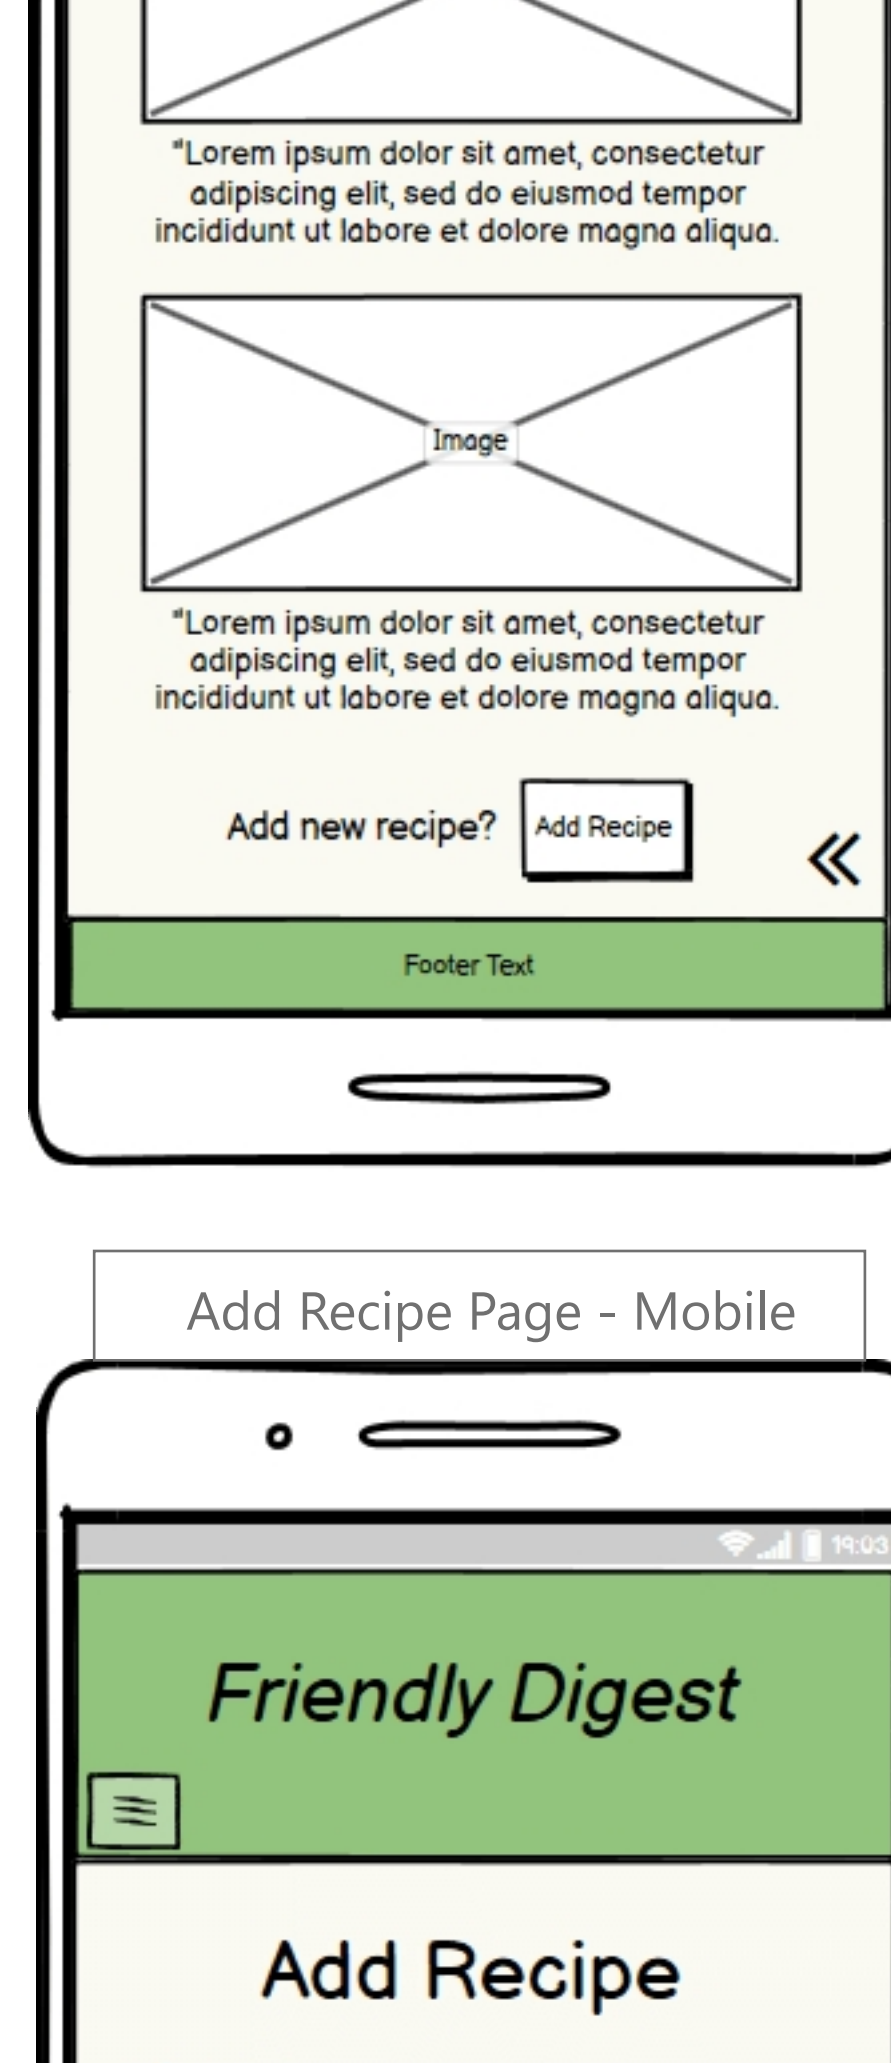 "Lorem ipsum dolor sit amet, consectetur
adipiscing elit, sed do eiusmod tempor
incididunt ut labore et dolore magna aliqua.
Image
"Lorem ipsum dolor sit amet, consectetur
adipiscing elit, sed do eiusmod tempor
incididunt ut labore et dolore magna aliqua.
Add new recipe? Add Recipe
Footer Text
Add Recipe Page - Mobile
19:03
Friendly Digest
Add Recipe